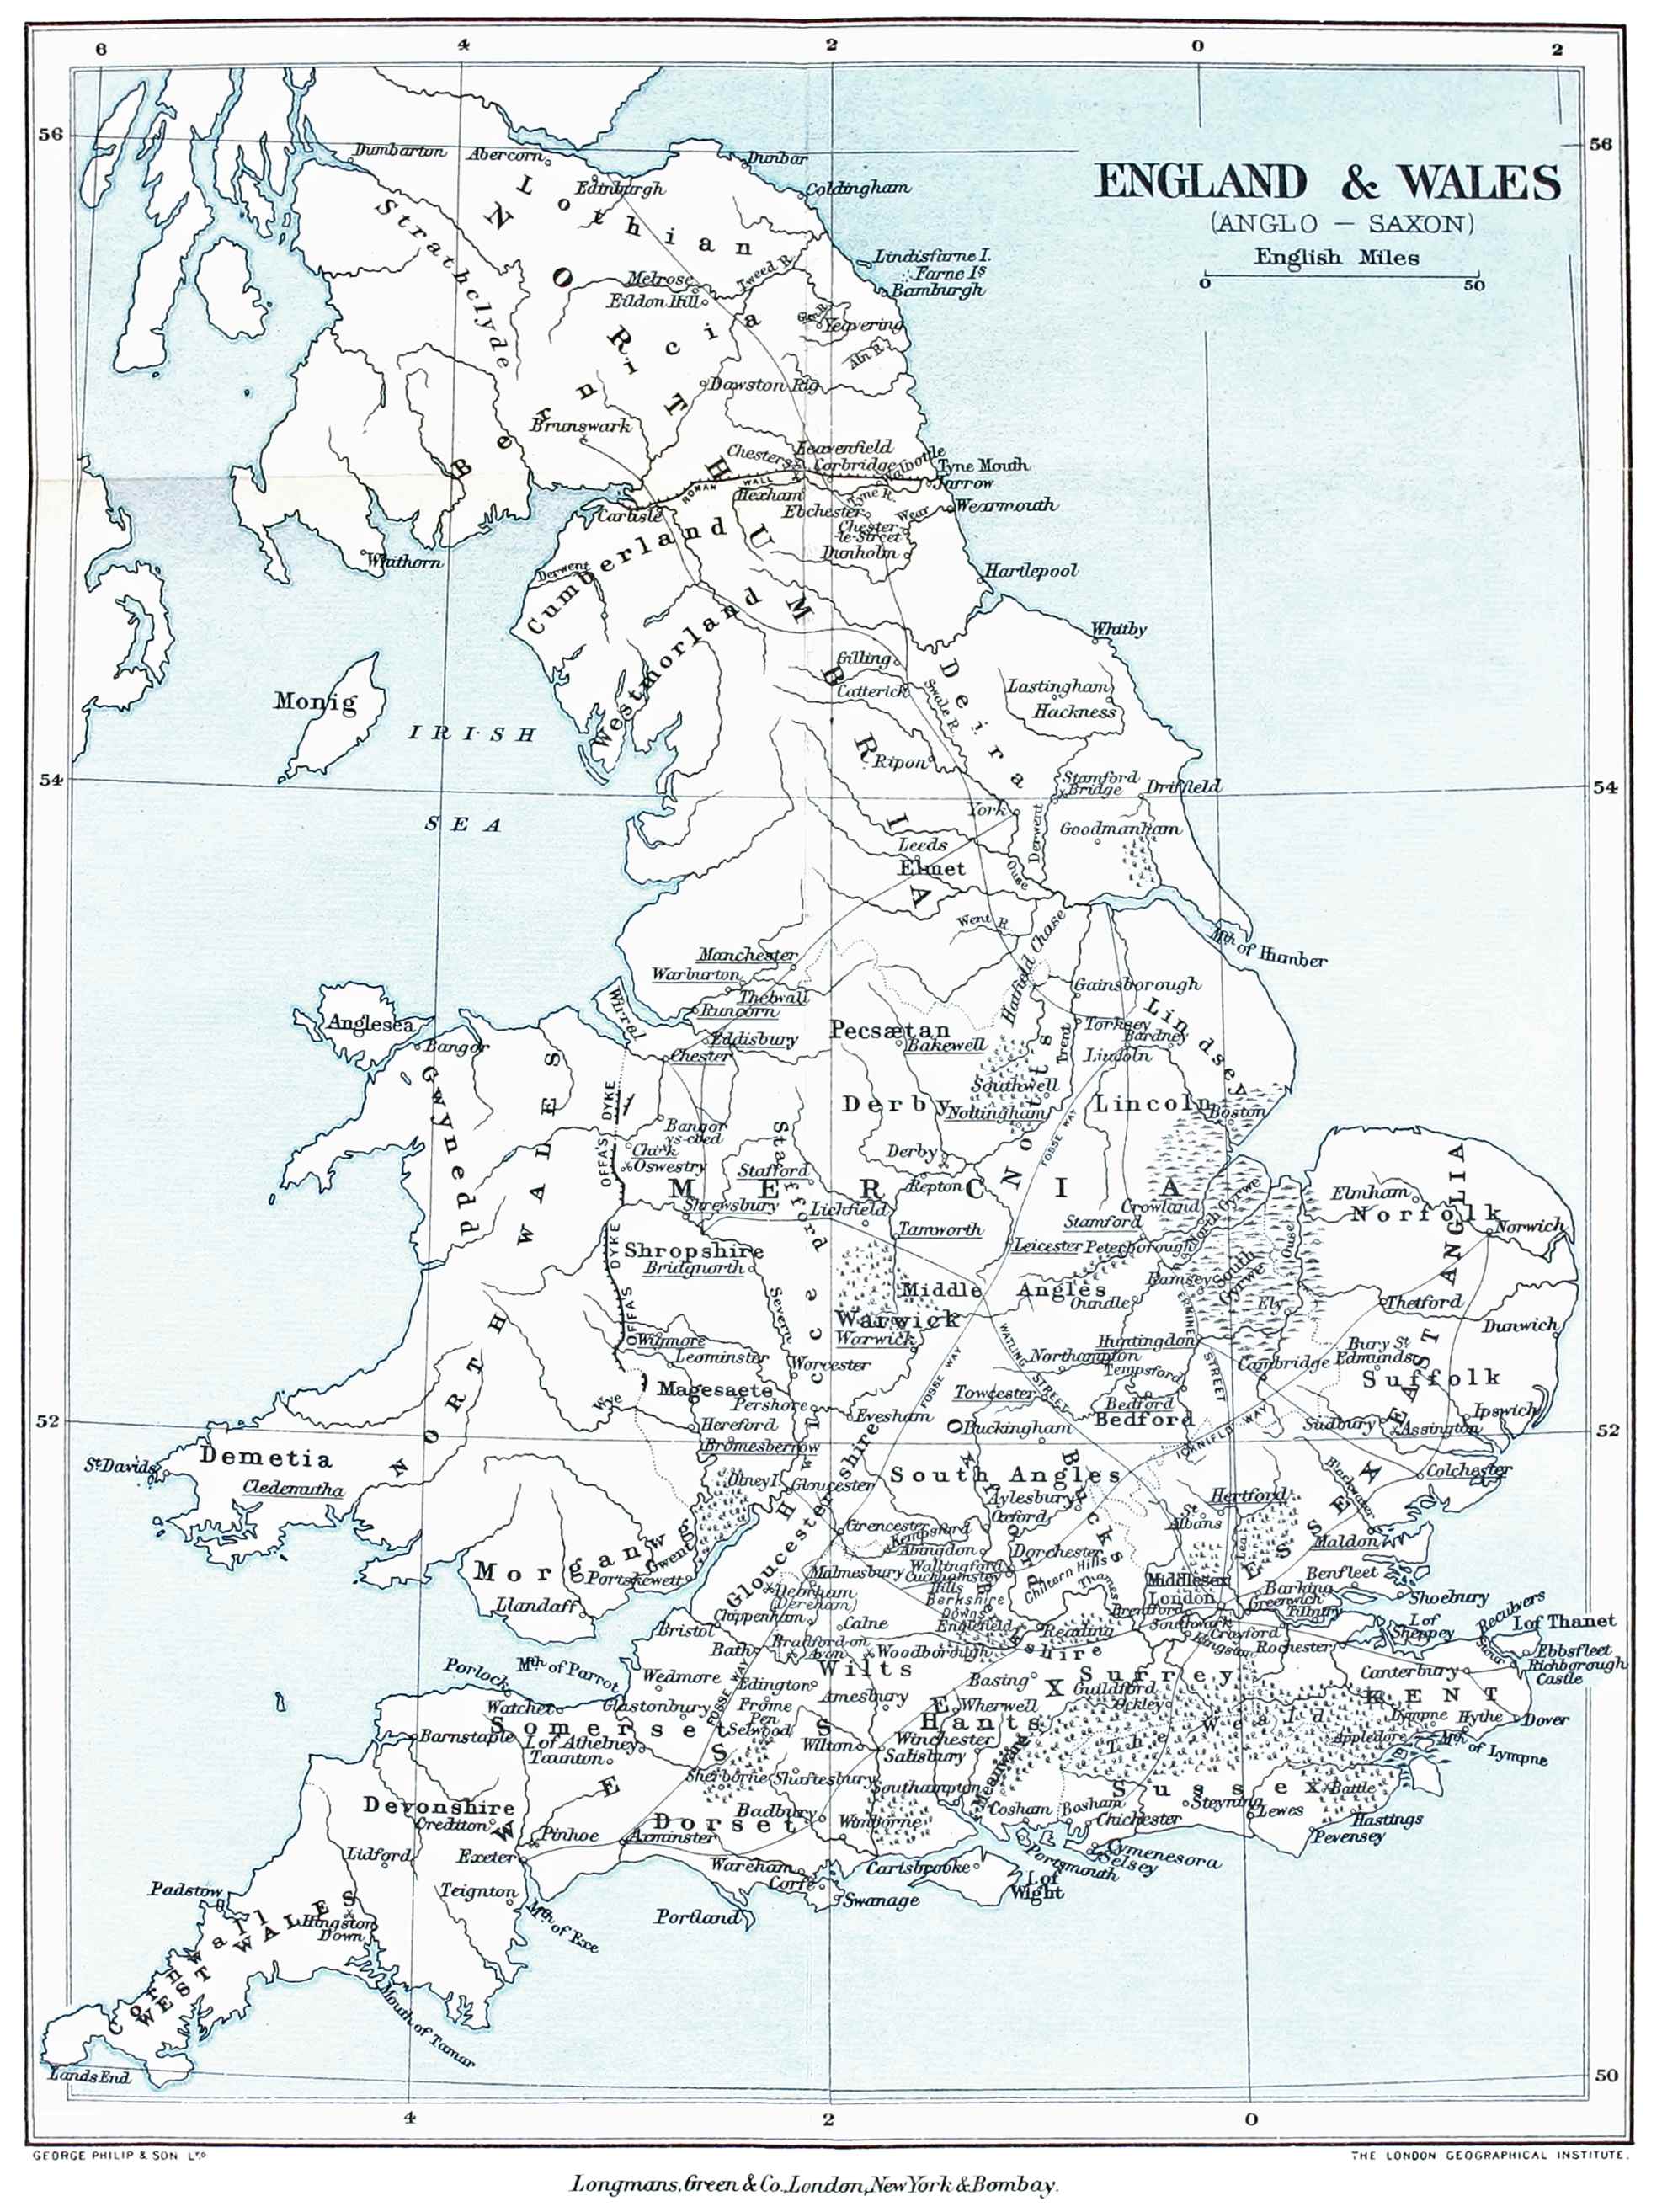 6 4 2 0 2
56 56
ENGLAND & WALES
(ANGLO — SAXON)
English Miles
0 50
Dumbarton
Abercorn
Dunbar
Edinburgh
Coldingham
Lothian
Strathclyde
NORTHUMBRIA
Lindisfarne I.
Farne Is
Bamburgh
Melrose
Tweed R.
Eildon Hill
Glen R.
Yeavering
Aln R.
Bernicia
Dawston Rig
Brunswark
Heavenfield
Chesters
Corbridge
Walbottle
Tyne Mouth
Jarrow
ROMAN WALL
Hexham
Tyne R.
Carlisle
Ebchester
Wear
Wearmouth
Chester
-le-Street
Dunholm
Whithorn
Cumberland
Derwent
Hartlepool
Westmorland
Whitby
Gilling
Catterick
Swale R.
Deira
Lastingham
Hackness
Monig
IRISH
SEA
Ripon
54 54
Stamford
Bridge
Driffield
York
Derwent
Goodmanham
Leeds
Elmet
Ouse
Went R.
Hatfield Chase
Mth of Humber
Manchester
Warburton
Thelwall
Runcorn
Wirral
Gainsborough
Lindsey
Anglesea
Bangor
Eddisbury
Chester
Pecsætan
Bakewell
Torksey
Bardney
Lincoln
Trent
Southwell
Nottingham
Notts
Gwynedd
NORTH WALES
OFFA'S DYKE
Derby
Lincoln
Boston
FOSSE WAY
Bangor
ys-coed
Chirk
Oswestry
Stafford
Stafford
Derby
Repton
MERCIA
Shrewsbury
Lichfield
Tamworth
Crowland
Stamford
Leicester
Peterborough
North Gyrwe
South
Gyrwe
Ouse
Elmham
Norfolk
Norwich
EAST ANGLIA
OFFA'S DYKE
Shropshire
Bridgnorth
Severn
Middle Angles
Oundle
Ramsey
Ely
Thetford
Dunwich
Warwick
Warwick
Wigmore
Leominster
Worcester
WATLING STREET
Huntingdon
ERNING STREET
Northampton
Tempsford
Cambridge
Bury St
Edmunds
Suffolk
Magesaete
Pershore
Wye
Hereford
Evesham
FOSSE WAY
Towcester
Bedford
Bedford
Buckingham
ICKNIELD WAY
Sudbury
Assington
Ipswich
52 52
Bromesberrow
St. Davids
Demetia
Cledemutha
HWICCE
Olney I.
Gloucester
Gloucestershire
South Angles
Aylesbury
Bucks
Oxford
Oxford
Colchester
Blackwater
ESSEX
Hertford
St
Albans
Lea
Maldon
Cirencester
Kempsford
Abingdon
Dorchester
Wallingford
Cuckhamsley
Hills
Chiltern Hills
Thames
Morganwg
Gwent
Portskewett
Llandaff
Malmesbury
Berkshire
Downs
Middlesex
London
Benfleet
Barking
Greenwich
Tilbury
Shoebury
Chippenham
Calne
Englefield
Reading
Berkshire
Brentford
Southwark
Crayford
Kingston
Rochester
I. of
Sheppey
Reculvers
I. of Thanet
Stour
Ebbsfleet
Richborough
Castle
Bristol
Bath
Bradford-on
Avon
Woodborough
Wilts
Porlock
Mth of Parrot
Wedmore
FOSSE WAY
Edington
Amesbury
Basing
Surrey
Guildford
Ockley
Canterbury
KENT
Watchet
Glastonbury
Frome
Pen
Selwood
Wherwell
Hants
Winchester
The Weald
Lympne
Hythe
Dover
Appledore
Mth of Lympne
Barnstaple
Somerset
I. of Athelney
Taunton
Wilton
Salisbury
Meanware
WESSEX
Sherborne
Shaftesbury
Southampton
Sussex
Battle
Devonshire
Crediton
Pinhoe
Axminster
Dorset
Badbury
Wimborne
Cosham
Bosham
Chichester
Steyning
Lewes
Hastings
Pevensey
Lidford
Exeter
Wareham
Corfe
Carisbrooke
Portsmouth
Cymenesora
Selsey
Padstow
Teignton
Mth of Exe
Portland
Swanage
I. of
Wight
Cornwall
WEST WALES
Hingston
Down
Mouth of Tamar
Lands End
50
4 2 0
GEORGE PHILIP & SON LTD
THE LONDON GEOGRAPHICAL INSTITUTE.
Longmans, Green & Co., London, New York & Bombay.